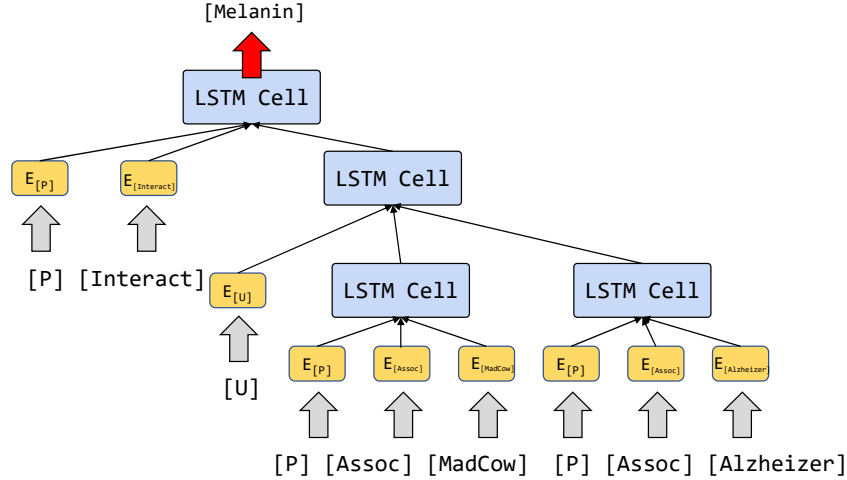 [Melanin]
LSTM Cell
E[P] E[Interact]
LSTM Cell
[P] [Interact]
E[U]
LSTM Cell LSTM Cell
E[P] E[Assoc] E[MadCow] E[P] E[Assoc] E[Alzheizer]
[U]
[P] [Assoc] [MadCow] [P] [Assoc] [Alzheizer]